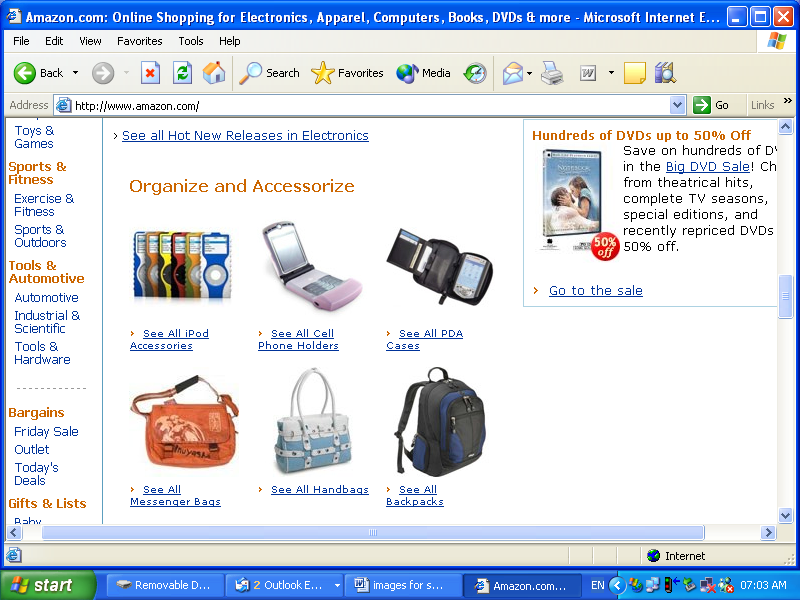 Amazon.com: Online Shopping for Electronics, Apparel, Computers, Books, DVDs & more - Microsoft Internet E...
File Edit View Favorites Tools Help
Back Search Favorites Media
Address http://www.amazon.com/ Go Links »
Toys &
Games
Sports &
Fitness
Exercise &
Fitness
Sports &
Outdoors
Tools &
Automotive
Automotive
Industrial &
Scientific
Tools &
Hardware
Bargains
Friday Sale
Outlet
Today's
Deals
Gifts & Lists
Baby
› See all Hot New Releases in Electronics
Organize and Accessorize
› See All iPod
Accessories
› See All Cell
Phone Holders
› See All PDA
Cases
› See All
Messenger Bags
› See All Handbags
› See All
Backpacks
Hundreds of DVDs up to 50% Off
NOTEBOOK
50%
off
Save on hundreds of DV
in the Big DVD Sale! Ch
from theatrical hits,
complete TV seasons,
special editions, and
recently repriced DVDs
50% off.
› Go to the sale
Internet
start Removable D... 2 Outlook E... images for s... Amazon.com... EN 07:03 AM